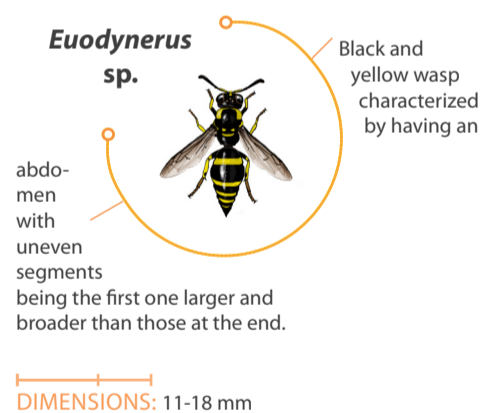 Euodynerus
sp.
Black and
yellow wasp
characterized
by having an
abdo-
men
with
uneven
segments
being the first one larger and
broader than those at the end.
DIMENSIONS: 11-18 mm